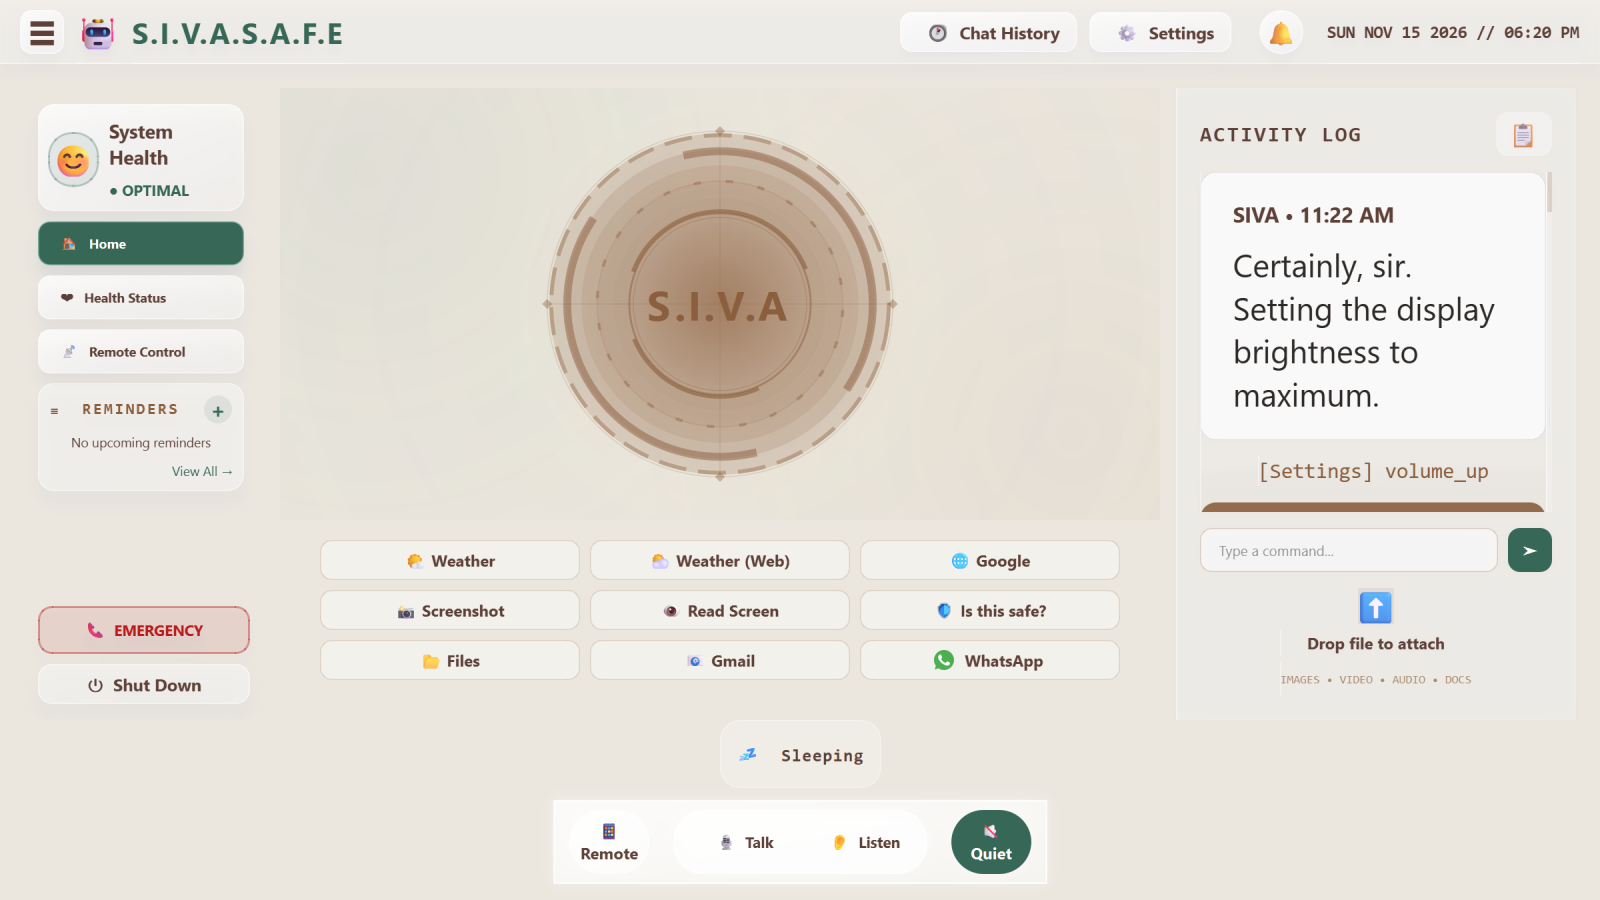 S.I.V.A.S.A.F.E
Chat History
Settings
SUN NOV 15 2026 // 06:20 PM
System
Health
• OPTIMAL
Home
Health Status
Remote Control
REMINDERS
+
No upcoming reminders
View All →
EMERGENCY
Shut Down
S.I.V.A
Weather
Weather (Web)
Google
Screenshot
Read Screen
Is this safe?
Files
Gmail
WhatsApp
ACTIVITY LOG
SIVA • 11:22 AM
Certainly, sir.
Setting the display
brightness to
maximum.
[Settings] volume_up
Type a command...
Drop file to attach
IMAGES • VIDEO • AUDIO • DOCS
Sleeping
Remote
Talk
Listen
Quiet